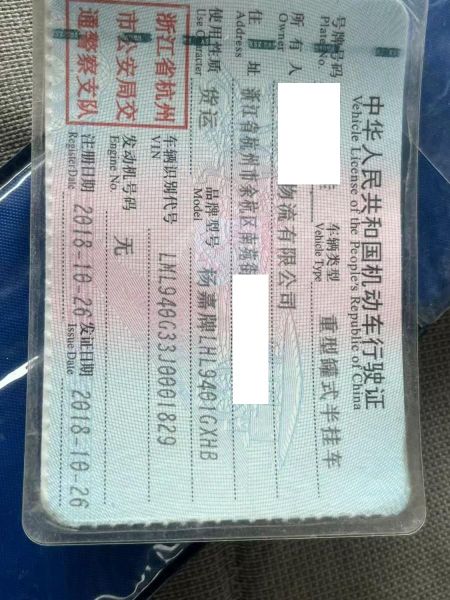 中华人民共和国机动车行驶证
Vehicle License of the People's Republic of China
号牌号码
Plate No.
车辆类型 重型罐式半挂车
Vehicle Type
所有人 物流有限公司
Owner
住址 浙江省杭州市余杭区南苑街
Address
使用性质 货运 品牌型号 杨嘉牌LHL9401GXHB
Use Character Model
浙江省杭州
市公安局交
通警察支队
车辆识别代号 LML940G33J0001829
VIN
发动机号码 无
Engine No.
注册日期 2018-10-26 发证日期 2018-10-26
Register Date Issue Date